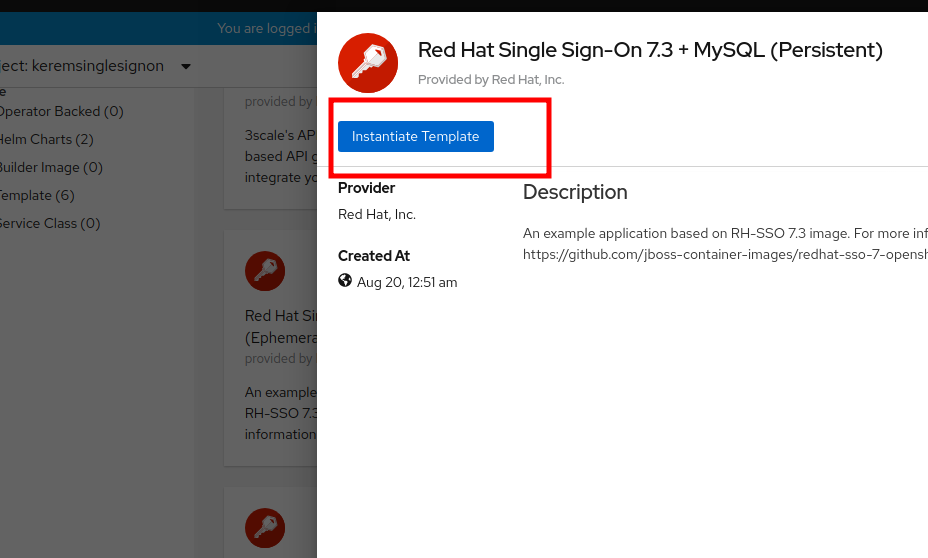 You are logged i
ject: keremsinglesignon
e
Operator Backed (0)
Helm Charts (2)
Builder Image (0)
Template (6)
Service Class (0)
provided by
3scale's AP
based API g
integrate yo
Red Hat Si
(Ephemera
provided by
An example
RH-SSO 7.3
information
Red Hat Single Sign-On 7.3 + MySQL (Persistent)
Provided by Red Hat, Inc.
Instantiate Template
Provider
Red Hat, Inc.
Created At
Aug 20, 12:51 am
Description
An example application based on RH-SSO 7.3 image. For more inf
https://github.com/jboss-container-images/redhat-sso-7-opensh